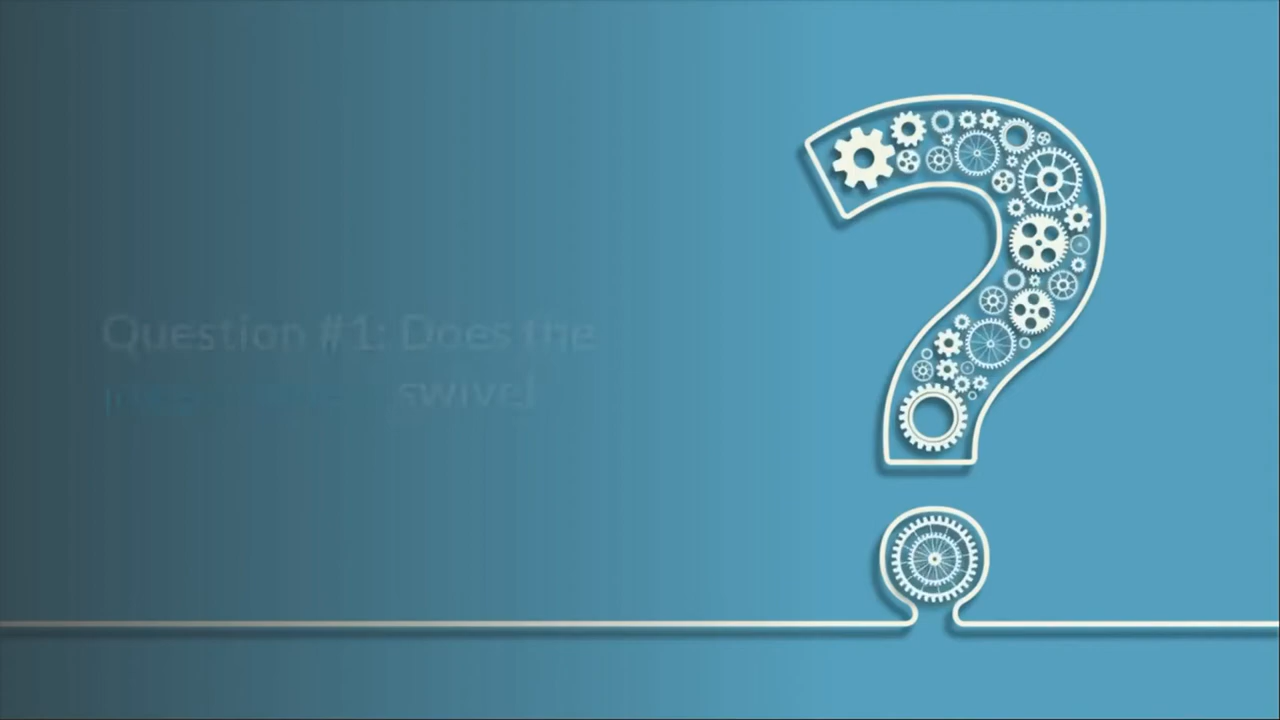 Question #1: Does the
swivel